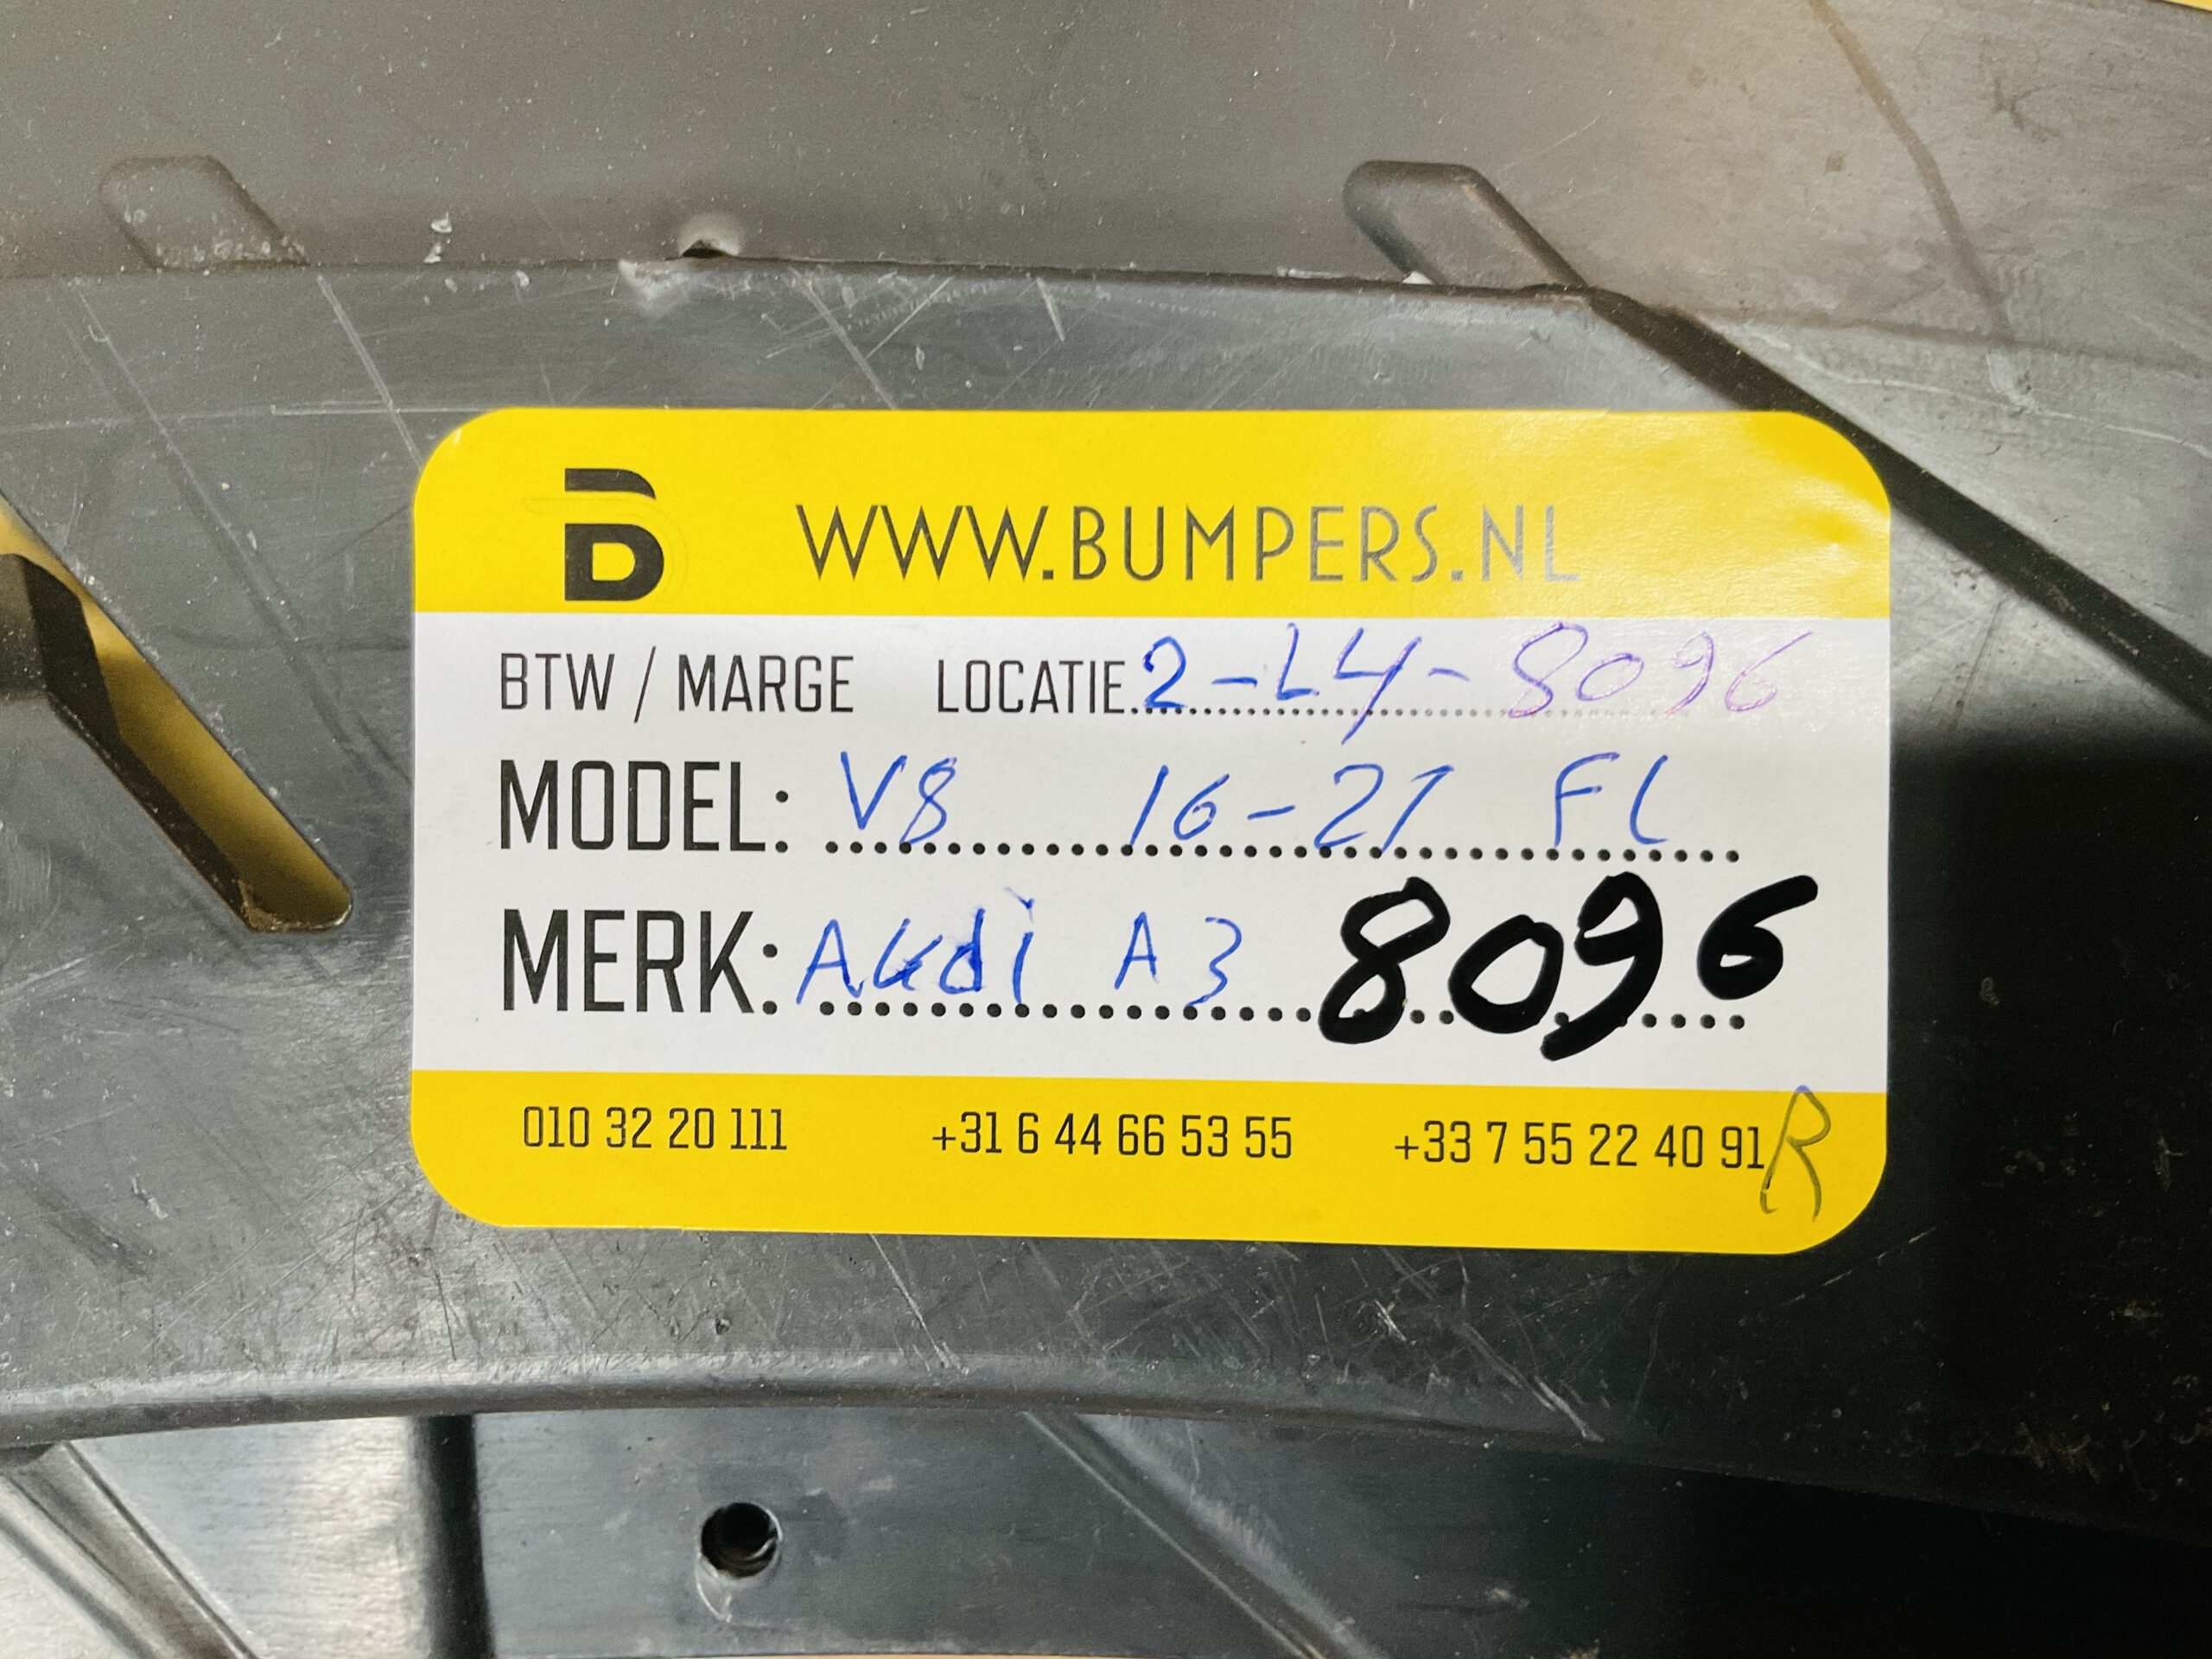 WWW.BUMPERS.NL
BTW / MARGE LOCATIE 2-L4-8096
MODEL: V8 16-21 FL
MERK: Audi A3 8096
010 32 20 111 +31 6 44 66 53 55 +33 7 55 22 40 91 R